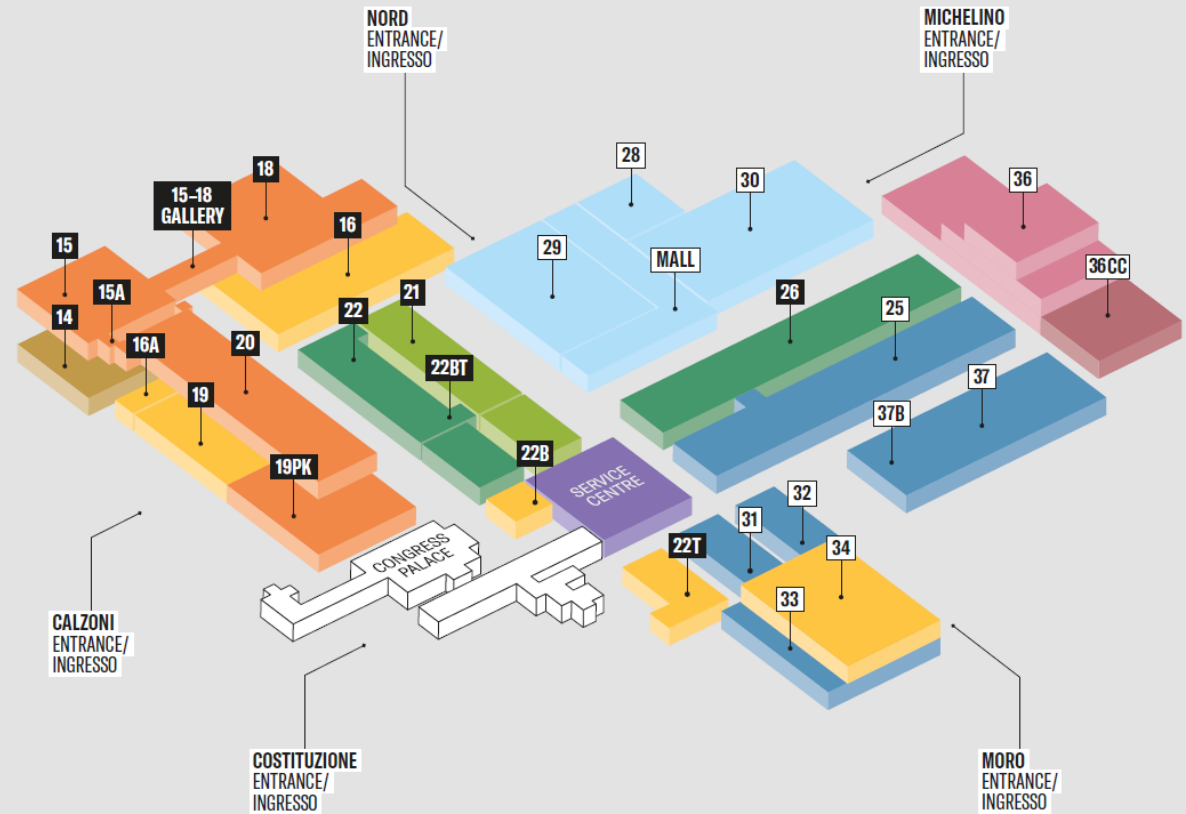 NORD
ENTRANCE/
INGRESSO
MICHELINO
ENTRANCE/
INGRESSO
28
18
30
36
15–18
GALLERY
16
15
29
MALL
36CC
15A
21
26
22
25
14
16A
20
22BT
37
19
37B
22B
19PK
SERVICE
CENTRE
32
31
CONGRESS
PALACE
22T
34
33
CALZONI
ENTRANCE/
INGRESSO
COSTITUZIONE
ENTRANCE/
INGRESSO
MORO
ENTRANCE/
INGRESSO